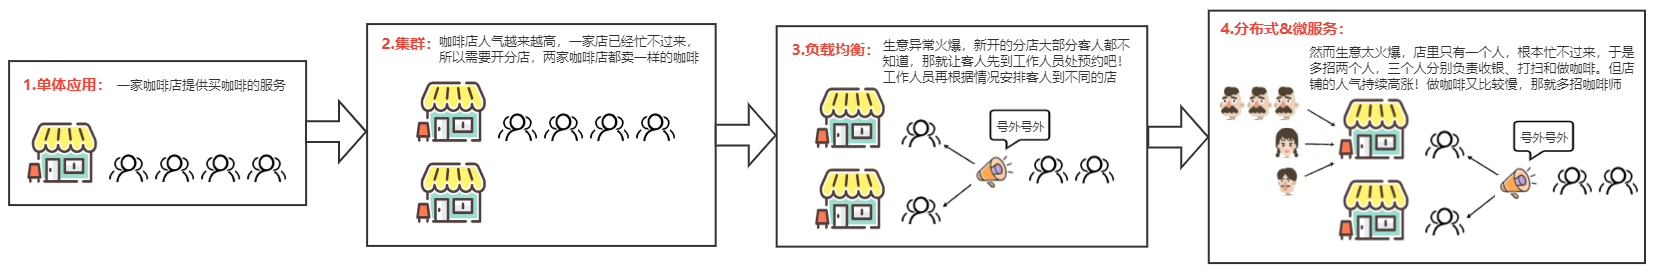 1.单体应用： 一家咖啡店提供买咖啡的服务
2.集群：
咖啡店人气越来越高，一家店已经忙不过来，
所以需要开分店，两家咖啡店都卖一样的咖啡
3.负载均衡：
生意异常火爆，新开的分店大部分客人都不
知道，那就让客人先到工作人员处预约吧！
工作人员再根据情况安排客人到不同的店
号外号外
4.分布式&微服务：
然而生意太火爆，店里只有一个人，根本忙不过来，于是
多招两个人，三个人分别负责收银、打扫和做咖啡。但店
铺的人气持续高涨！做咖啡又比较慢，那就多招咖啡师
号外号外